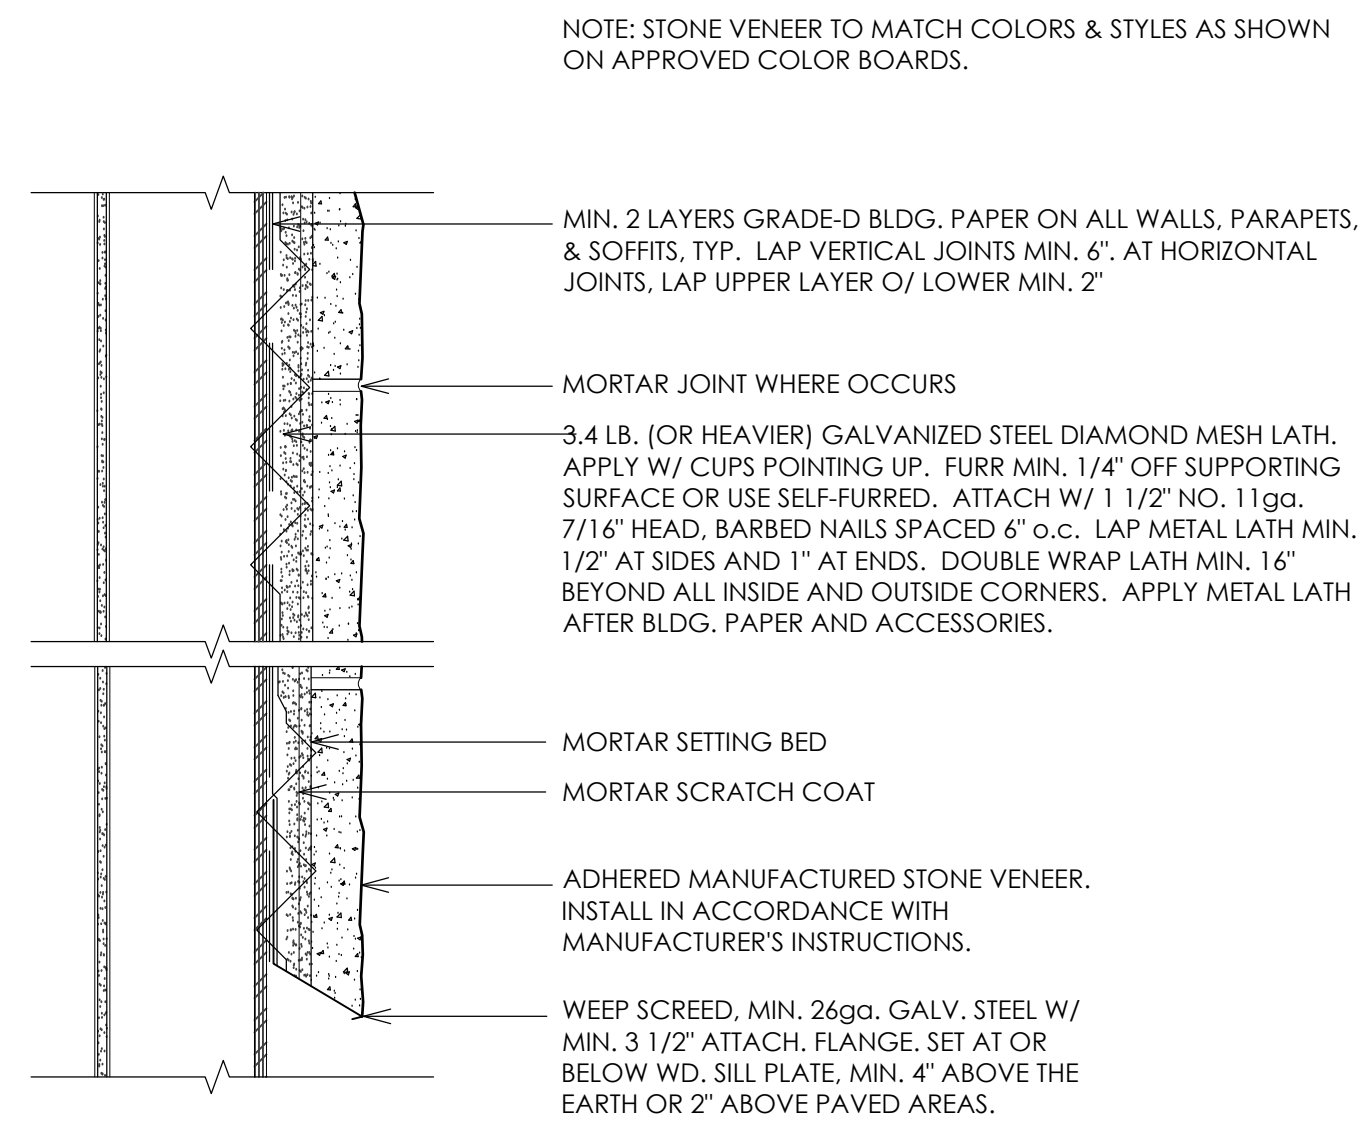 NOTE: STONE VENEER TO MATCH COLORS & STYLES AS SHOWN
ON APPROVED COLOR BOARDS.
MIN. 2 LAYERS GRADE-D BLDG. PAPER ON ALL WALLS, PARAPETS,
& SOFFITS, TYP. LAP VERTICAL JOINTS MIN. 6". AT HORIZONTAL
JOINTS, LAP UPPER LAYER O/ LOWER MIN. 2"
MORTAR JOINT WHERE OCCURS
3.4 LB. (OR HEAVIER) GALVANIZED STEEL DIAMOND MESH LATH.
APPLY W/ CUPS POINTING UP. FURR MIN. 1/4" OFF SUPPORTING
SURFACE OR USE SELF-FURRED. ATTACH W/ 1 1/2" NO. 11ga.
7/16" HEAD, BARBED NAILS SPACED 6" o.c. LAP METAL LATH MIN.
1/2" AT SIDES AND 1" AT ENDS. DOUBLE WRAP LATH MIN. 16"
BEYOND ALL INSIDE AND OUTSIDE CORNERS. APPLY METAL LATH
AFTER BLDG. PAPER AND ACCESSORIES.
MORTAR SETTING BED
MORTAR SCRATCH COAT
ADHERED MANUFACTURED STONE VENEER.
INSTALL IN ACCORDANCE WITH
MANUFACTURER'S INSTRUCTIONS.
WEEP SCREED, MIN. 26ga. GALV. STEEL W/
MIN. 3 1/2" ATTACH. FLANGE. SET AT OR
BELOW WD. SILL PLATE, MIN. 4" ABOVE THE
EARTH OR 2" ABOVE PAVED AREAS.